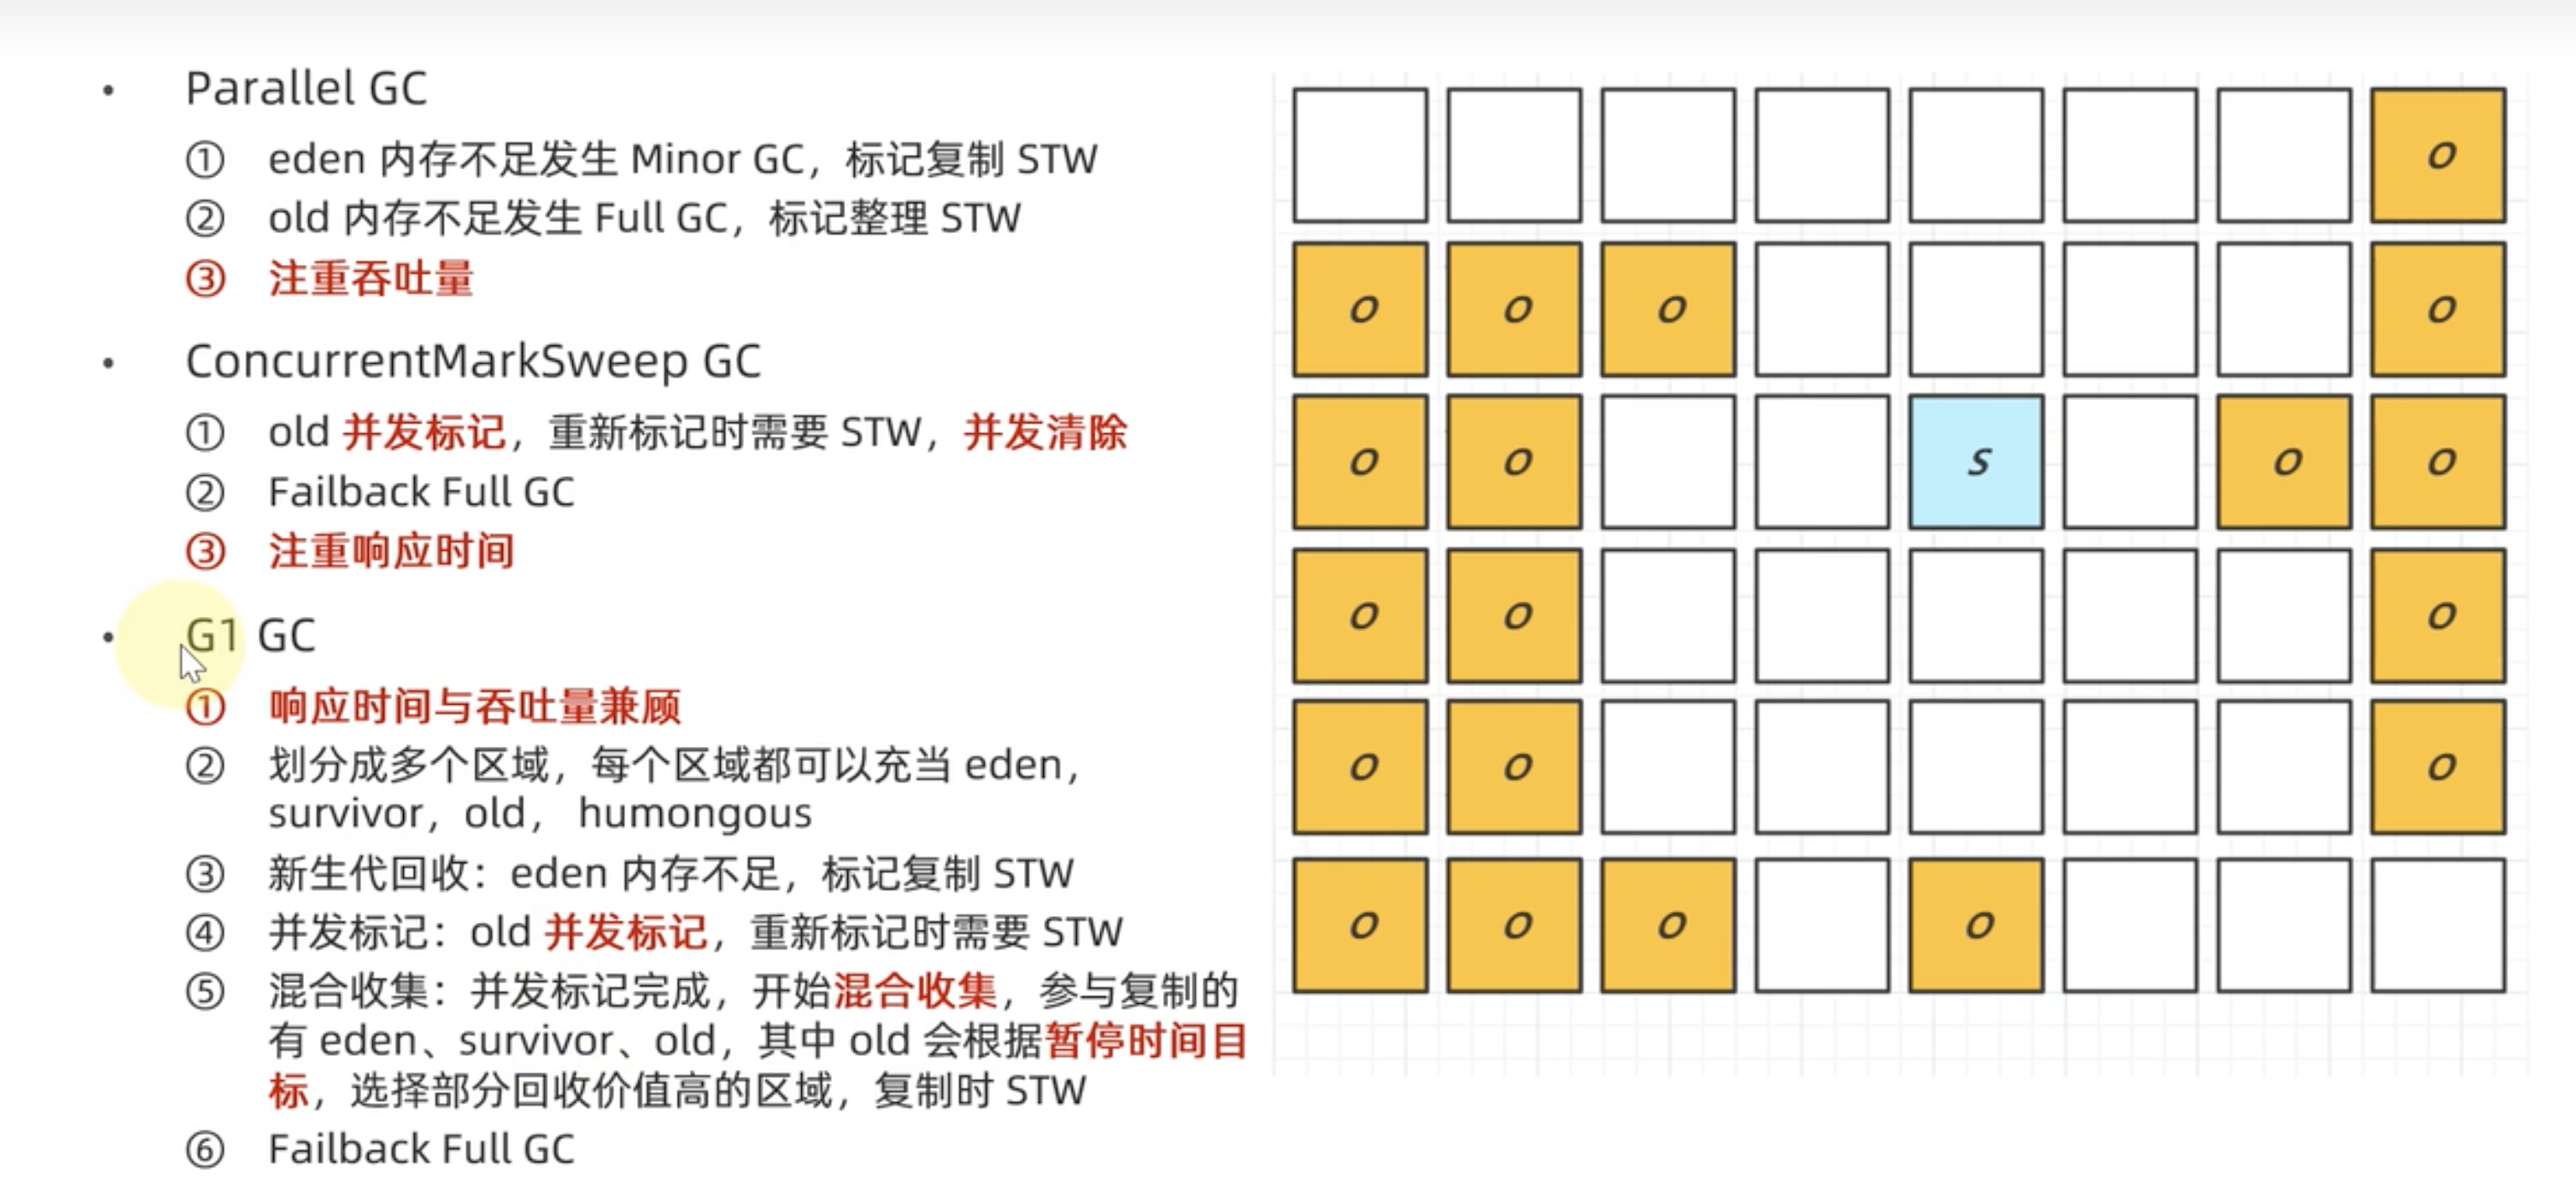 Parallel GC
① eden 内存不足发生 Minor GC，标记复制 STW
② old 内存不足发生 Full GC，标记整理 STW
③ 注重吞吐量
ConcurrentMarkSweep GC
① old 并发标记，重新标记时需要 STW，并发清除
② Failback Full GC
③ 注重响应时间
G1 GC
① 响应时间与吞吐量兼顾
② 划分成多个区域，每个区域都可以充当 eden，
survivor，old， humongous
③ 新生代回收：eden 内存不足，标记复制 STW
④ 并发标记：old 并发标记，重新标记时需要 STW
⑤ 混合收集：并发标记完成，开始混合收集，参与复制的
有 eden、survivor、old，其中 old 会根据暂停时间目
标，选择部分回收价值高的区域，复制时 STW
⑥ Failback Full GC
O
O O O O
O O S O O
O O O
O O O
O O O O